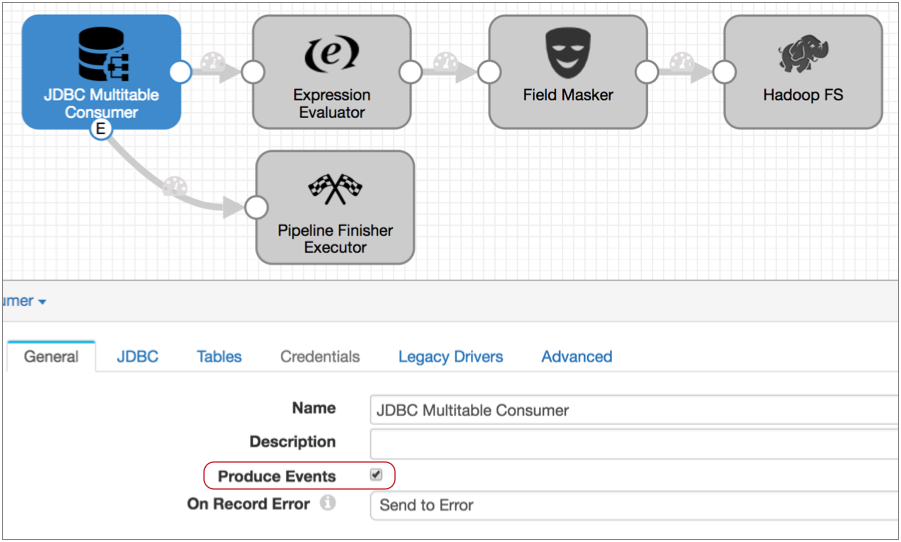 JDBC Multitable
Consumer
E
Expression
Evaluator
Field Masker
Hadoop FS
Pipeline Finisher
Executor
umer
General JDBC Tables Credentials Legacy Drivers Advanced
Name JDBC Multitable Consumer
Description
Produce Events
On Record Error Send to Error